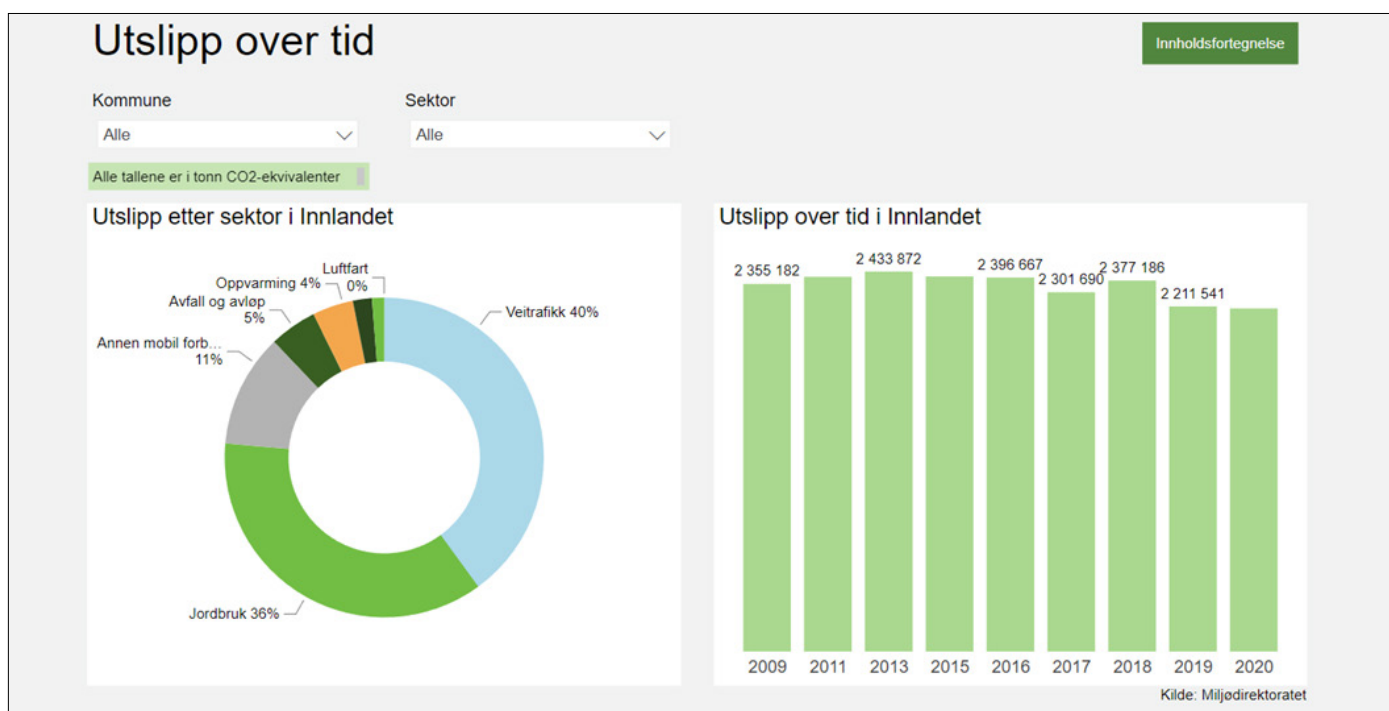 Utslipp over tid
Innholdsfortegnelse
Kommune
Sektor
Alle
Alle
Alle tallene er i tonn CO2-ekvivalenter
Utslipp etter sektor i Innlandet
Luftfart
0%
Oppvarming 4%
Avfall og avløp
5%
Annen mobil forb...
11%
Veitrafikk 40%
Jordbruk 36%
Utslipp over tid i Innlandet
2 355 182
2 433 872
2 396 667
2 301 690
2 377 186
2 211 541
2009 2011 2013 2015 2016 2017 2018 2019 2020
Kilde: Miljødirektoratet